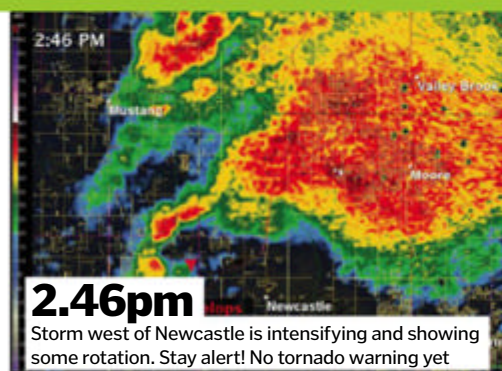 2:46 PM
Valley Brook
Mustang
Moore
2.46pm
Newcastle
Storm west of Newcastle is intensifying and showing
some rotation. Stay alert! No tornado warning yet